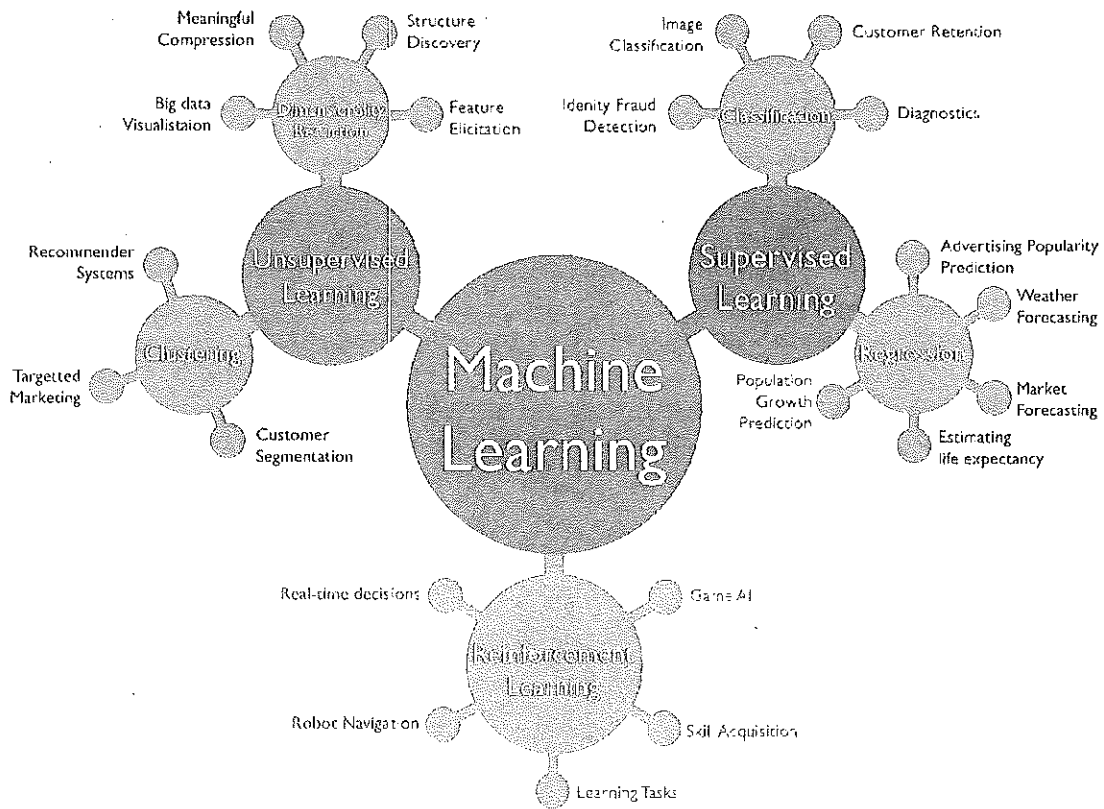 Meaningful
Compression
Structure
Discovery
Big data
Visualistaion
Dimensionality
Reduction
Feature
Elicitation
Image
Classification
Customer Retention
Idenity Fraud
Detection
Classification
Diagnostics
Unsupervised
Learning
Supervised
Learning
Recommender
Systems
Clustering
Targetted
Marketing
Customer
Segmentation
Machine
Learning
Advertising Popularity
Prediction
Weather
Forecasting
Regression
Population
Growth
Prediction
Market
Forecasting
Estimating
life expectancy
Real-time decisions
Game AI
Reinforcement
Learning
Robot Navigation
Skill Acquisition
Learning Tasks